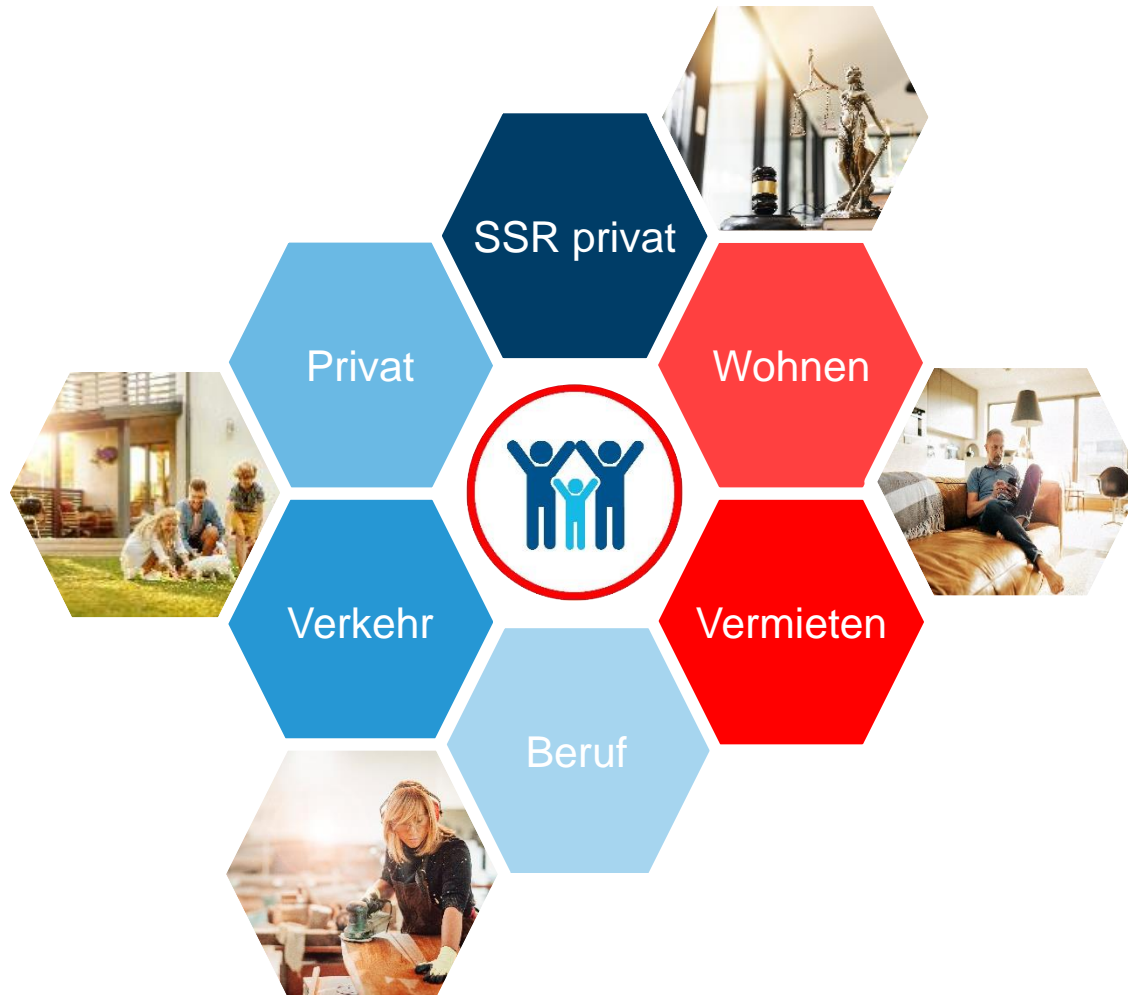 SSR privat
Privat
Wohnen
Verkehr
Vermieten
Beruf